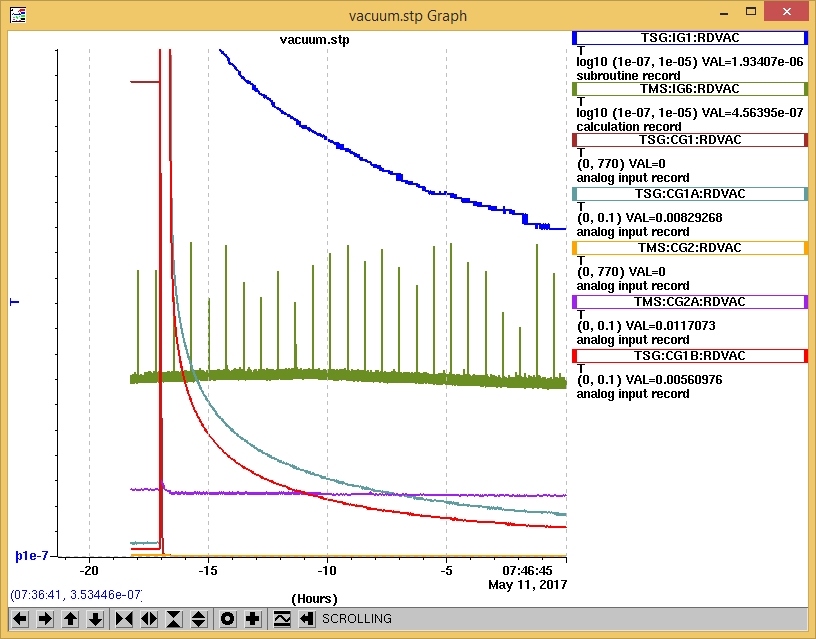 vacuum.stp Graph
vacuum.stp
T
þ1e-7
-20
-15
-10
-5
07:46:45
May 11, 2017
(Hours)
(07:36:41, 3.53446e-07)
TSG:IG1:RDVAC
T
log10 (1e-07, 1e-05) VAL=1.93407e-06
subroutine record
TMS:IG6:RDVAC
T
log10 (1e-07, 1e-05) VAL=4.56395e-07
calculation record
TSG:CG1:RDVAC
T
(0, 770) VAL=0
analog input record
TSG:CG1A:RDVAC
T
(0, 0.1) VAL=0.00829268
analog input record
TMS:CG2:RDVAC
T
(0, 770) VAL=0
analog input record
TMS:CG2A:RDVAC
T
(0, 0.1) VAL=0.0117073
analog input record
TSG:CG1B:RDVAC
T
(0, 0.1) VAL=0.00560976
analog input record
SCROLLING